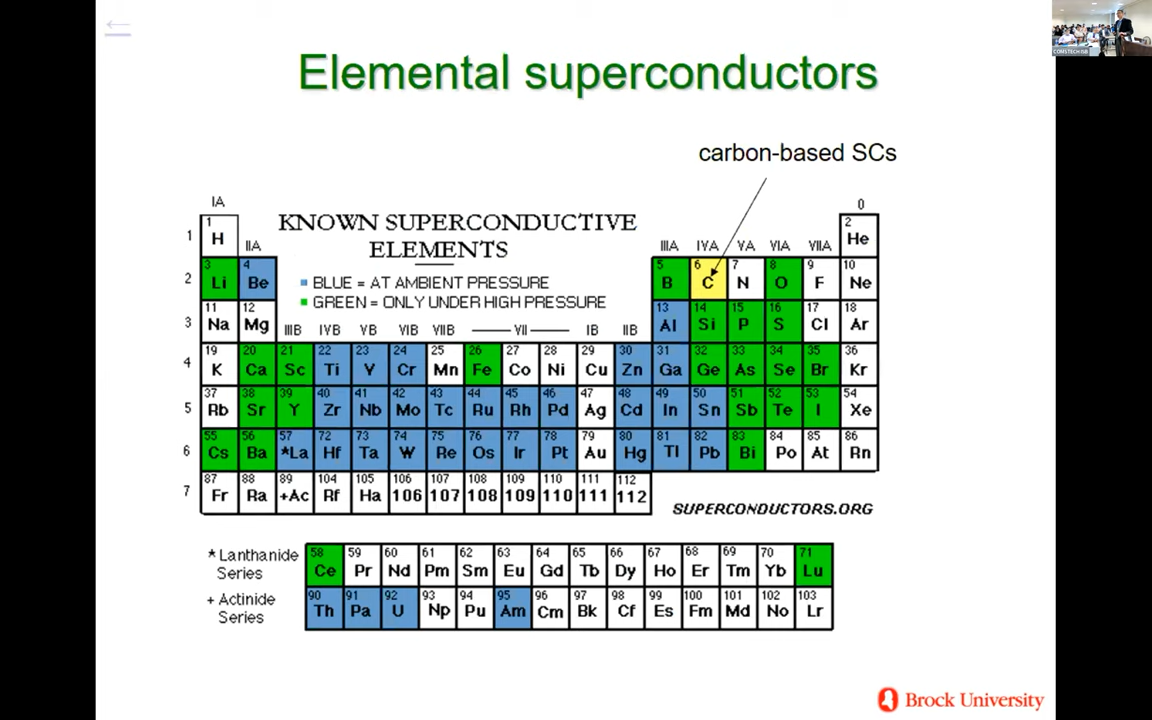 ←
Elemental superconductors
carbon-based SCs
IA 0
1 H KNOWN SUPERCONDUCTIVE 2 He
1 IIA ELEMENTS IIIA IVA VA VIA VIIA
2 3 Li 4 Be BLUE = AT AMBIENT PRESSURE 5 B 6 C 7 N 8 O 9 F 10 Ne
GREEN = ONLY UNDER HIGH PRESSURE
3 11 Na 12 Mg IIIB IVB VB VIB VIIB VII IB IIB 13 Al 14 Si 15 P 16 S 17 Cl 18 Ar
4 19 K 20 Ca 21 Sc 22 Ti 23 V 24 Cr 25 Mn 26 Fe 27 Co 28 Ni 29 Cu 30 Zn 31 Ga 32 Ge 33 As 34 Se 35 Br 36 Kr
5 37 Rb 38 Sr 39 Y 40 Zr 41 Nb 42 Mo 43 Tc 44 Ru 45 Rh 46 Pd 47 Ag 48 Cd 49 In 50 Sn 51 Sb 52 Te 53 I 54 Xe
6 55 Cs 56 Ba 57 *La 72 Hf 73 Ta 74 W 75 Re 76 Os 77 Ir 78 Pt 79 Au 80 Hg 81 Tl 82 Pb 83 Bi 84 Po 85 At 86 Rn
7 87 Fr 88 Ra 89 +Ac 104 Rf 105 Ha 106 106 107 107 108 108 109 109 110 110 111 111 112 112
SUPERCONDUCTORS.ORG
* Lanthanide Series 58 Ce 59 Pr 60 Nd 61 Pm 62 Sm 63 Eu 64 Gd 65 Tb 66 Dy 67 Ho 68 Er 69 Tm 70 Yb 71 Lu
+ Actinide Series 90 Th 91 Pa 92 U 93 Np 94 Pu 95 Am 96 Cm 97 Bk 98 Cf 99 Es 100 Fm 101 Md 102 No 103 Lr
Brock University